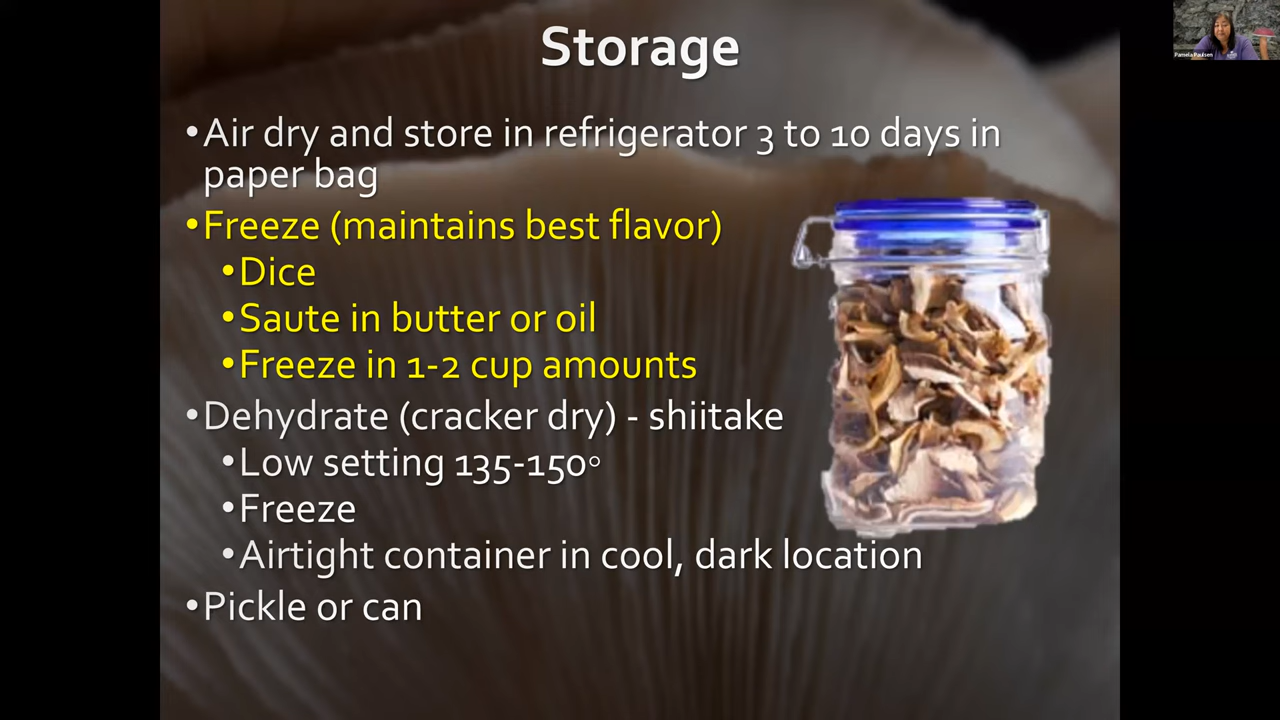 Storage
Pamela Paulsen
•Air dry and store in refrigerator 3 to 10 days in
paper bag
•Freeze (maintains best flavor)
•Dice
•Saute in butter or oil
•Freeze in 1-2 cup amounts
•Dehydrate (cracker dry) - shiitake
•Low setting 135-150°
•Freeze
•Airtight container in cool, dark location
•Pickle or can